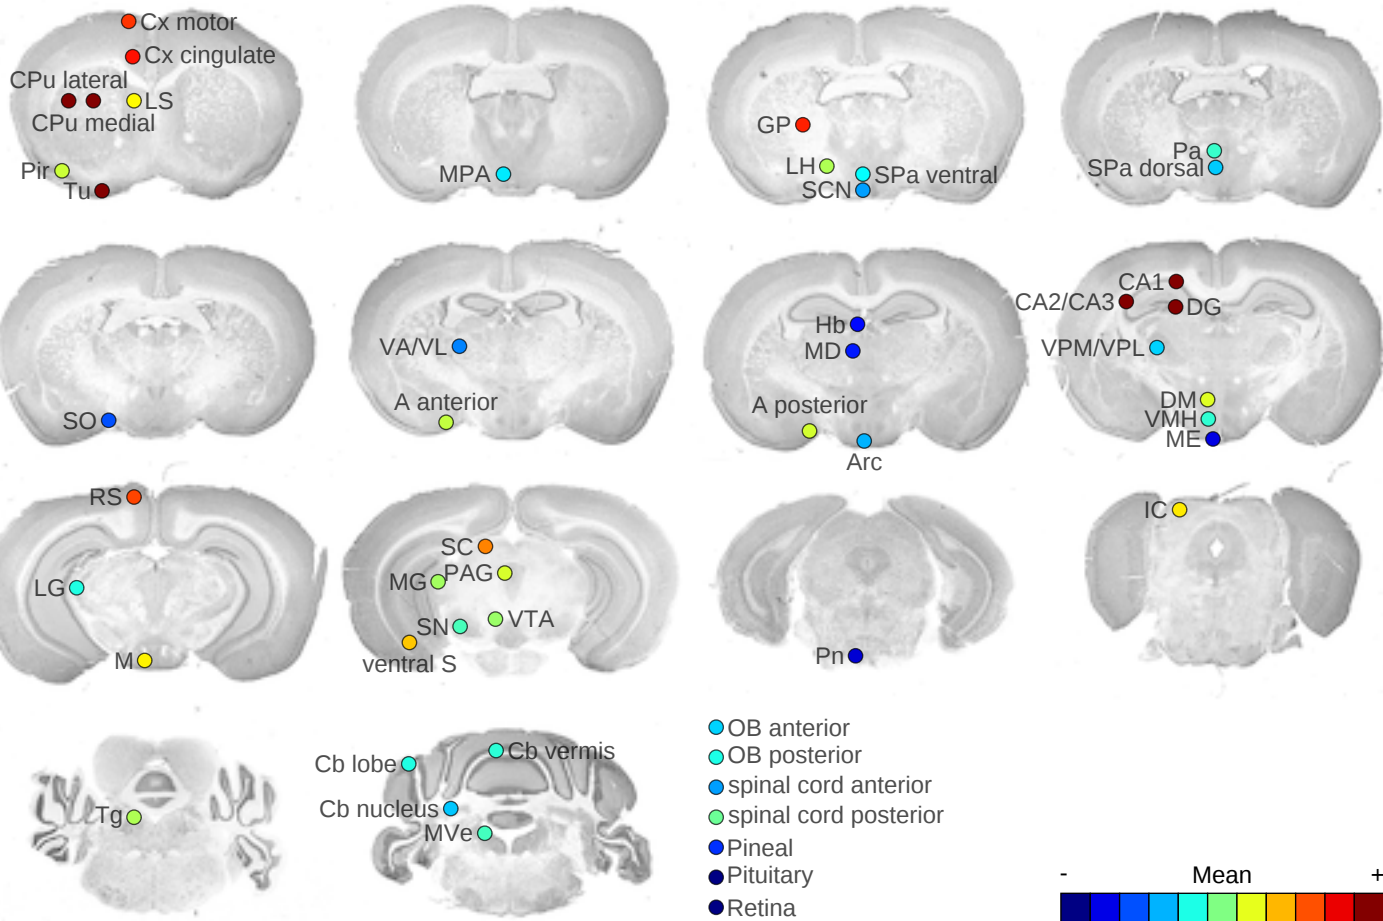 Cx motor
Cx cingulate
CPu lateral
LS
CPu medial
Pir
Tu
MPA
GP
LH
SPa ventral
SCN
Pa
SPa dorsal
SO
VA/VL
A anterior
Hb
MD
A posterior
Arc
CA1
CA2/CA3
DG
VPM/VPL
DM
VMH
ME
RS
LG
M
SC
PAG
MG
VTA
SN
ventral S
Pn
IC
Tg
Cb vermis
Cb lobe
Cb nucleus
MVe
OB anterior
OB posterior
spinal cord anterior
spinal cord posterior
Pineal
Pituitary
Retina
- Mean +